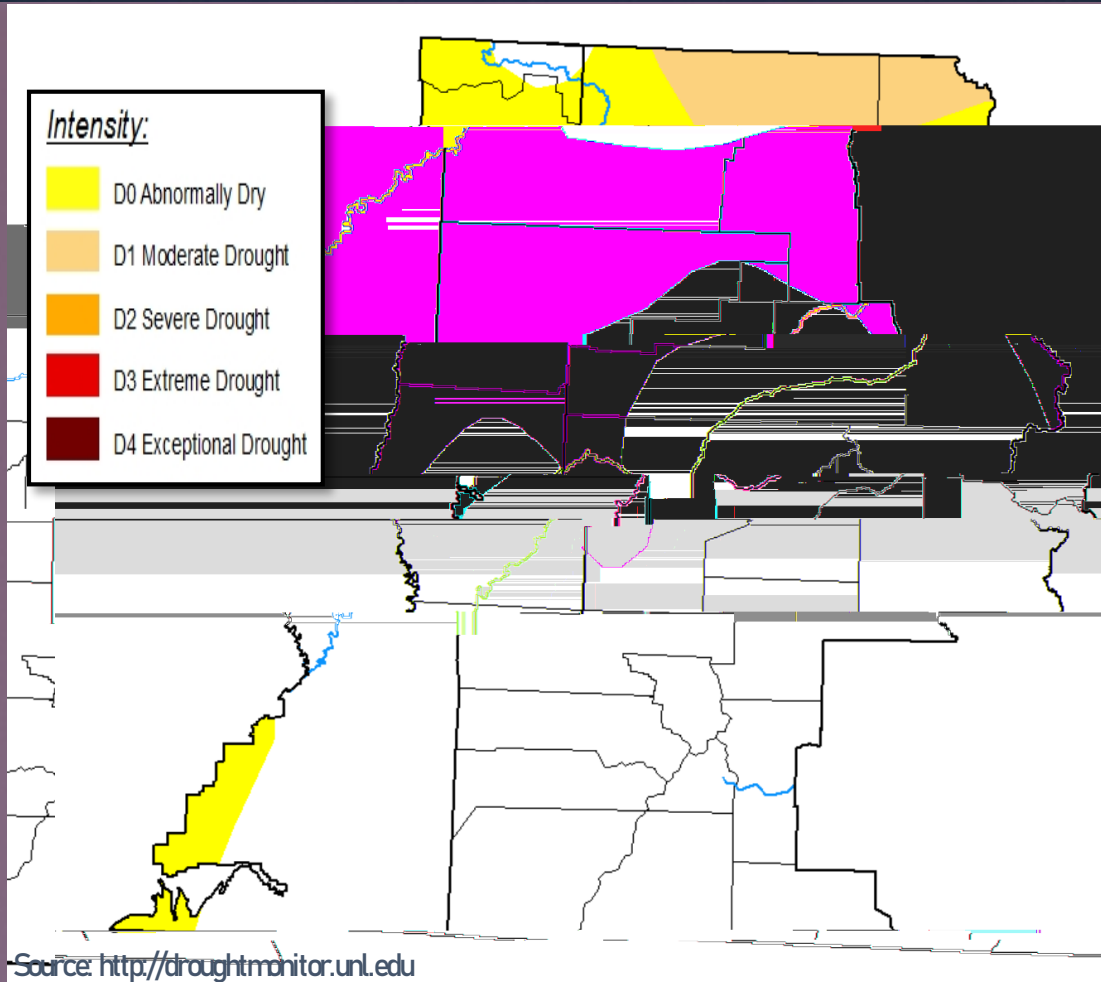 Intensity:
D0 Abnormally Dry
D1 Moderate Drought
D2 Severe Drought
D3 Extreme Drought
D4 Exceptional Drought
Source: http://droughtmonitor.unl.edu